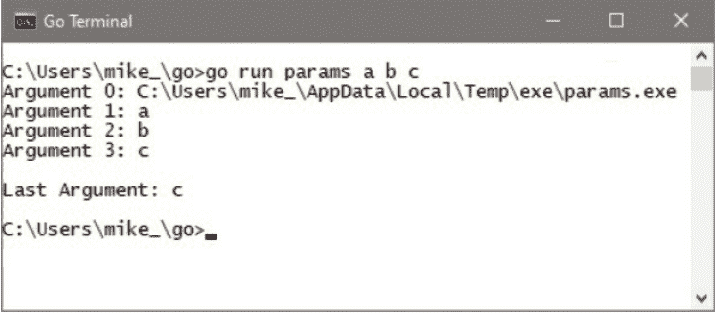 Go Terminal
C:\Users\mike_\go>go run params a b c
Argument 0: C:\Users\mike_\AppData\Local\Temp\exe\params.exe
Argument 1: a
Argument 2: b
Argument 3: c
Last Argument: c
C:\Users\mike_\go>